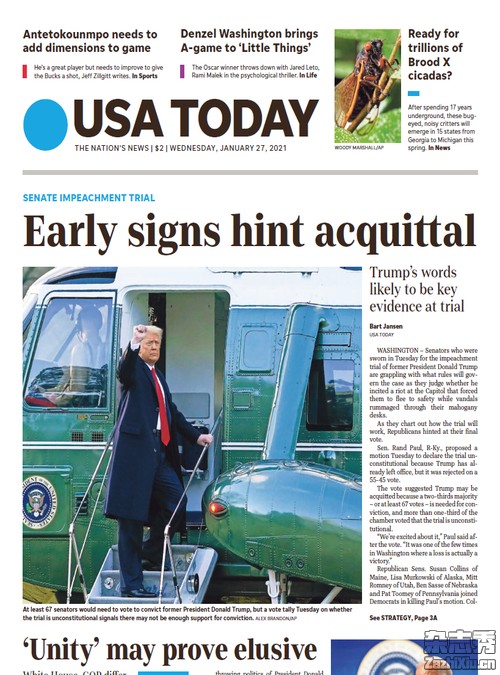 Antetokounmpo needs to
add dimensions to game
He's a great player but needs to improve to give
the Bucks a shot, Jeff Zillgitt writes. In Sports
Denzel Washington brings
A-game to ‘Little Things’
The Oscar winner throws down with Jared Leto,
Rami Malek in the psychological thriller. In Life
Ready for
trillions of
Brood X
cicadas?
After spending 17 years
underground, these bug-
eyed, noisy critters will
emerge in 15 states from
Georgia to Michigan this
spring. In News
WOODY MARSHALL/AP
USA TODAY
THE NATION'S NEWS | $2 | WEDNESDAY, JANUARY 27, 2021
SENATE IMPEACHMENT TRIAL
Early signs hint acquittal
Trump's words
likely to be key
evidence at trial
Bart Jansen
USA TODAY
WASHINGTON – Senators who were
sworn in Tuesday for the impeachment
trial of former President Donald Trump
are grappling with what rules will gov-
ern the case as they judge whether he
incited a riot at the Capitol that forced
them to flee to safety while vandals
rummaged through their mahogany
desks.
As they chart out how the trial will
work, Republicans hinted at their final
vote.
Sen. Rand Paul, R-Ky., proposed a
motion Tuesday to declare the trial un-
constitutional because Trump has al-
ready left office, but it was rejected on a
55-45 vote.
The vote suggested Trump may be
acquitted because a two-thirds majority
– or at least 67 votes – is needed for con-
viction, and more than one-third of the
chamber voted that the trial is unconsti-
tutional.
“We're excited about it,” Paul said af-
ter the vote. “It was one of the few times
in Washington where a loss is actually a
victory.”
Republican Sens. Susan Collins of
Maine, Lisa Murkowski of Alaska, Mitt
Romney of Utah, Ben Sasse of Nebraska
and Pat Toomey of Pennsylvania joined
Democrats in killing Paul's motion. Col-
See STRATEGY, Page 3A
At least 67 senators would need to vote to convict former President Donald Trump, but a vote tally Tuesday on whether
the trial is unconstitutional signals there may not be enough support for conviction. ALEX BRANDON/AP
‘Unity’ may prove elusive
White House, GOP differ
throwing politics of President Donald
杂志秀
ZaZhiXiu.cn